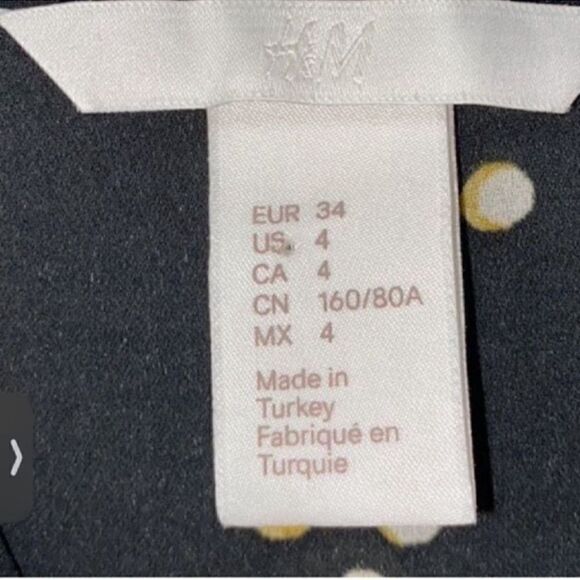 H&M
EUR 34
US 4
CA 4
CN 160/80A
MX 4
Made in
Turkey
Fabriqué en
Turquie